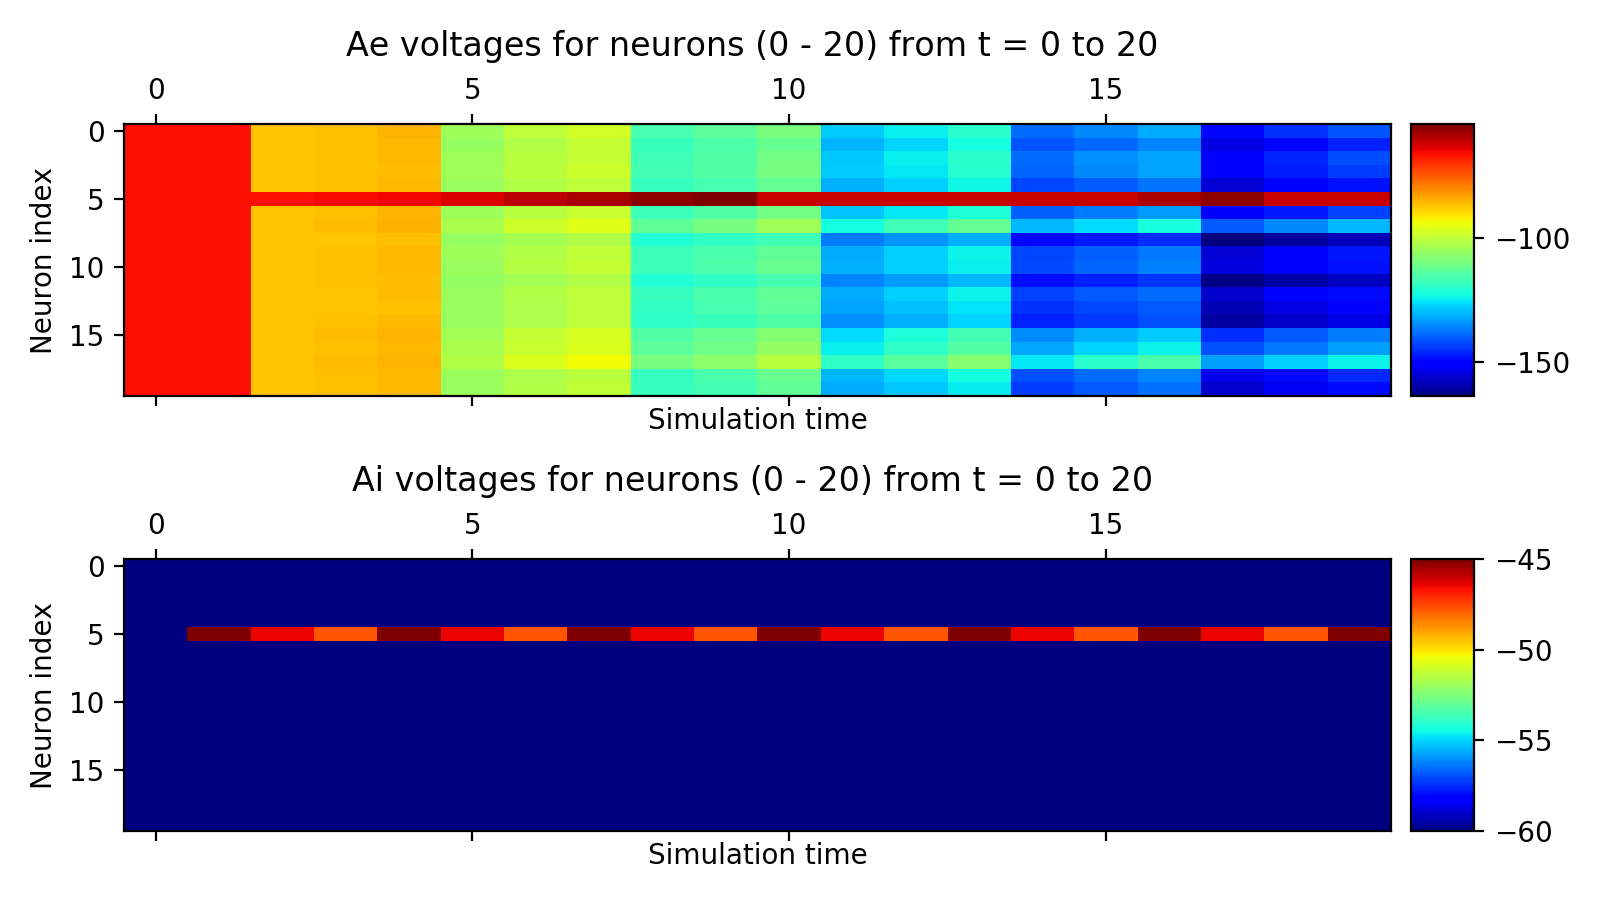 Ae voltages for neurons (0 - 20) from t = 0 to 20
0 5 10 15
Neuron index
0
5
10
15
Simulation time
−100
−150
Ai voltages for neurons (0 - 20) from t = 0 to 20
0 5 10 15
Neuron index
0
5
10
15
Simulation time
−45
−50
−55
−60